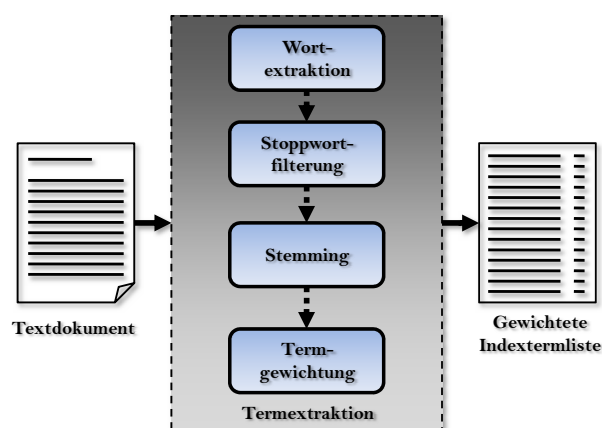 Wort-
extraktion
Stoppwort-
filterung
Stemming
Term-
gewichtung
Termextraktion
Textdokument
Gewichtete
Indextermliste